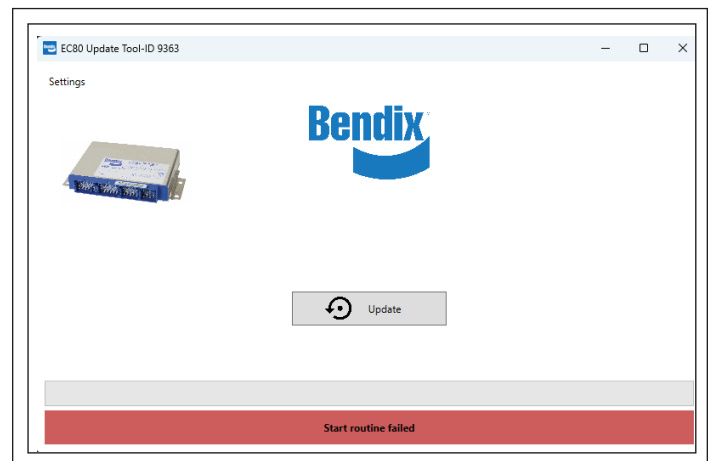 EC80 Update Tool-ID 9363
Settings
Bendix
Update
Start routine failed